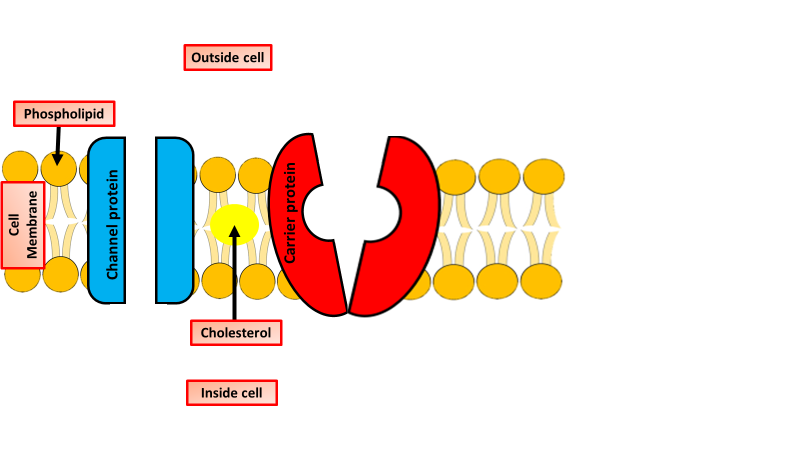 Outside cell
Phospholipid
Cell
Membrane
Channel protein
Carrier protein
Cholesterol
Inside cell